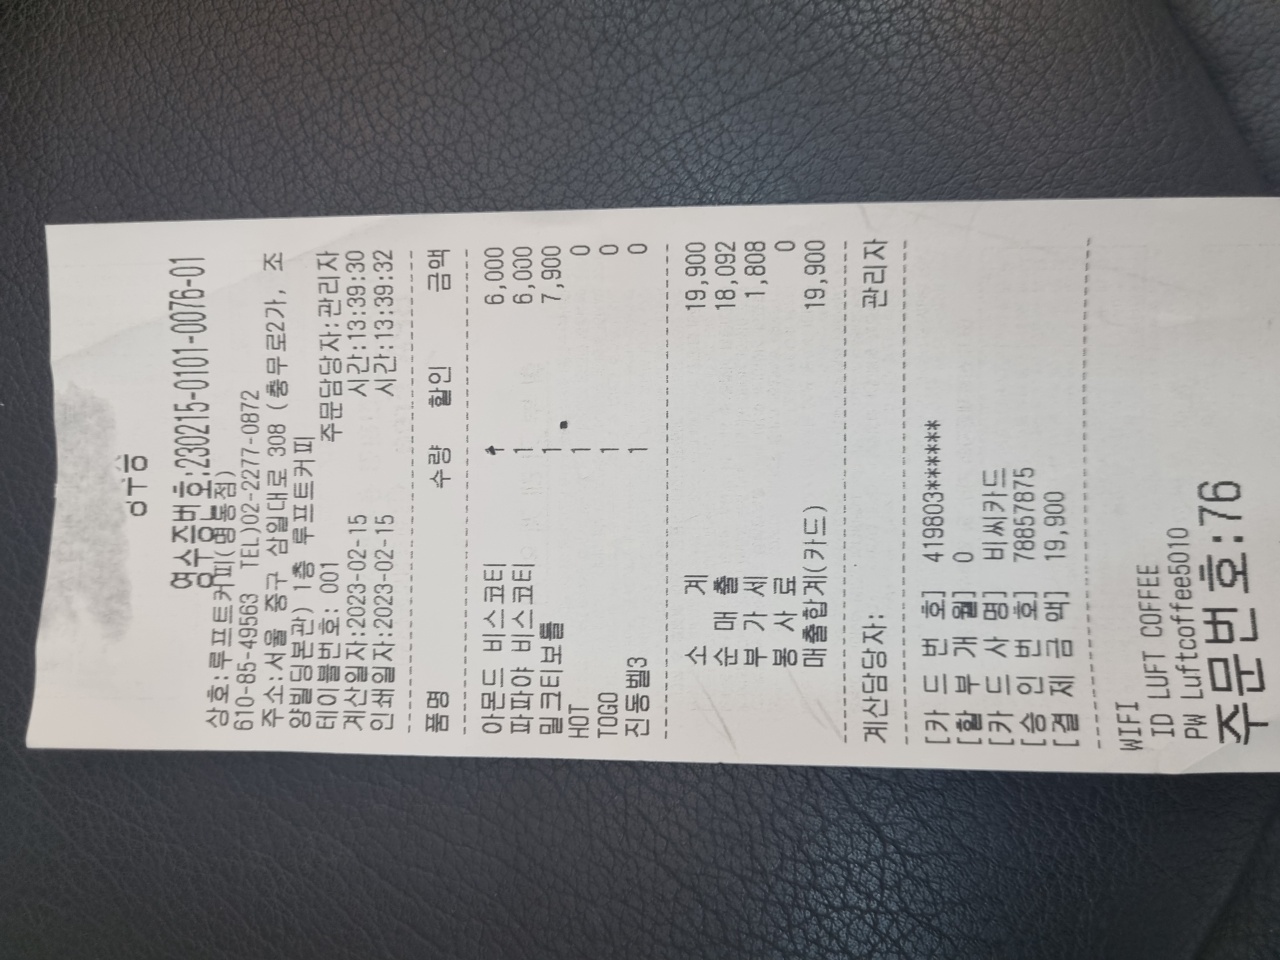 영수증번호:230215-0101-0076-01
상호:루프트커피(명동점)
610-85-49563 TEL)02-2277-0872
주소:서울 중구 삼일대로 308 (충무로2가, 조
양빌딩본관) 1층 루프트커피
테이블번호: 001 주문담당자:관리자
계산일자:2023-02-15 시간:13:39:30
인쇄일자:2023-02-15 시간:13:39:32
품명 수량 할인 금액
아몬드 비스코티 1 6,000
파파야 비스코티 1 6,000
밀크티보틀 1 7,900
HOT 1 0
TOGO 1 0
진동벨3 1 0
소 계 19,900
순 매 출 18,092
부 가 세 1,808
봉 사 료 0
매출합계(카드) 19,900
계산담당자: 관리자
[카 드 번 호] 419803******
[할 부 개 월] 0
[카 드 사 명] 비씨카드
[승 인 번 호] 78857875
[결 제 금 액] 19,900
WIFI
ID LUFT COFFEE
PW Luftcoffee5010
주문번호:76